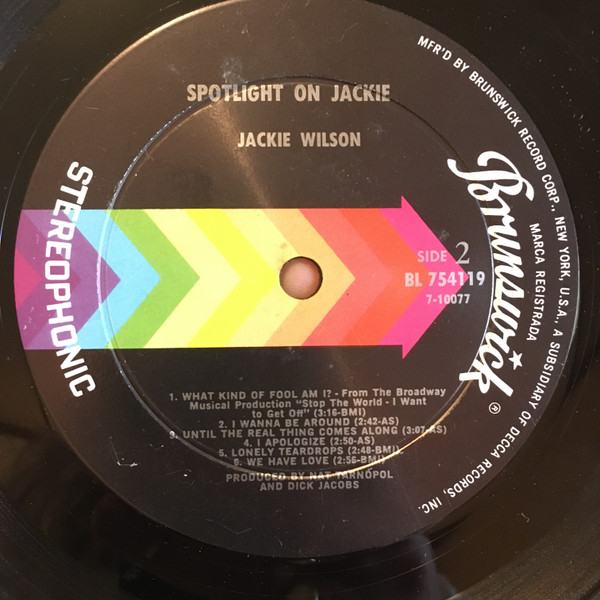 SPOTLIGHT ON JACKIE
JACKIE WILSON
STEREOPHONIC
SIDE 2
BL 754119
7-10077
Brunswick®
MARCA REGISTRADA
MFR'D BY BRUNSWICK RECORD CORP., NEW YORK, U.S.A., A SUBSIDIARY OF DECCA RECORDS, INC.
1. WHAT KIND OF FOOL AM I? - From The Broadway
Musical Production "Stop The World - I Want
to Get Off" (3:16-BMI)
2. I WANNA BE AROUND (2:42-AS)
3. UNTIL THE REAL THING COMES ALONG (3:07-AS)
4. I APOLOGIZE (2:50-AS)
5. LONELY TEARDROPS (2:48-BMI)
6. WE HAVE LOVE (2:56-BMI)
PRODUCED BY NAT TARNOPOL
AND DICK JACOBS